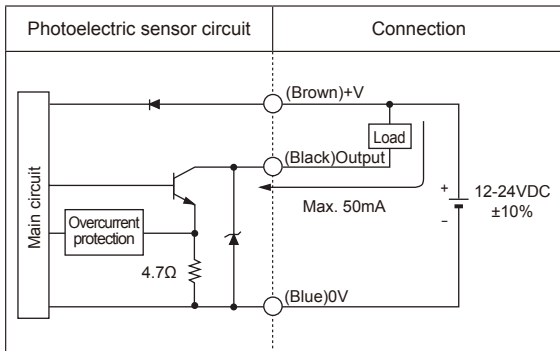 Photoelectric sensor circuit
Connection
(Brown)+V
Load
(Black)Output
Main circuit
Max. 50mA
+
12-24VDC
±10%
−
Overcurrent
protection
4.7Ω
(Blue)0V